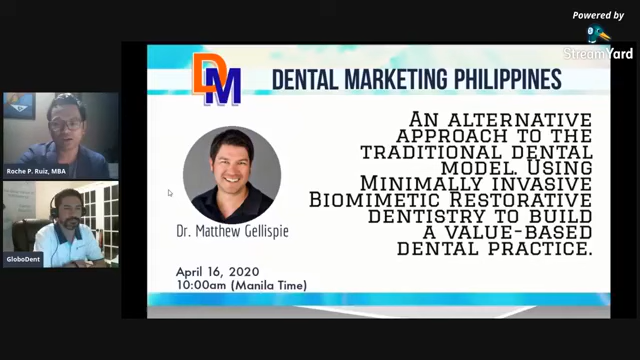 Powered by
StreamYard
DM
DENTAL MARKETING PHILIPPINES
AN ALTERNATIVE
APPROACH TO THE
TRADITIONAL DENTAL
MODEL. USING
MINIMALLY INVASIVE
BIOMIMETIC RESTORATIVE
DENTISTRY TO BUILD
A VALUE-BASED
DENTAL PRACTICE.
Dr. Matthew Gellispie
April 16, 2020
10:00am (Manila Time)
Roche P. Ruiz, MBA
GloboDent